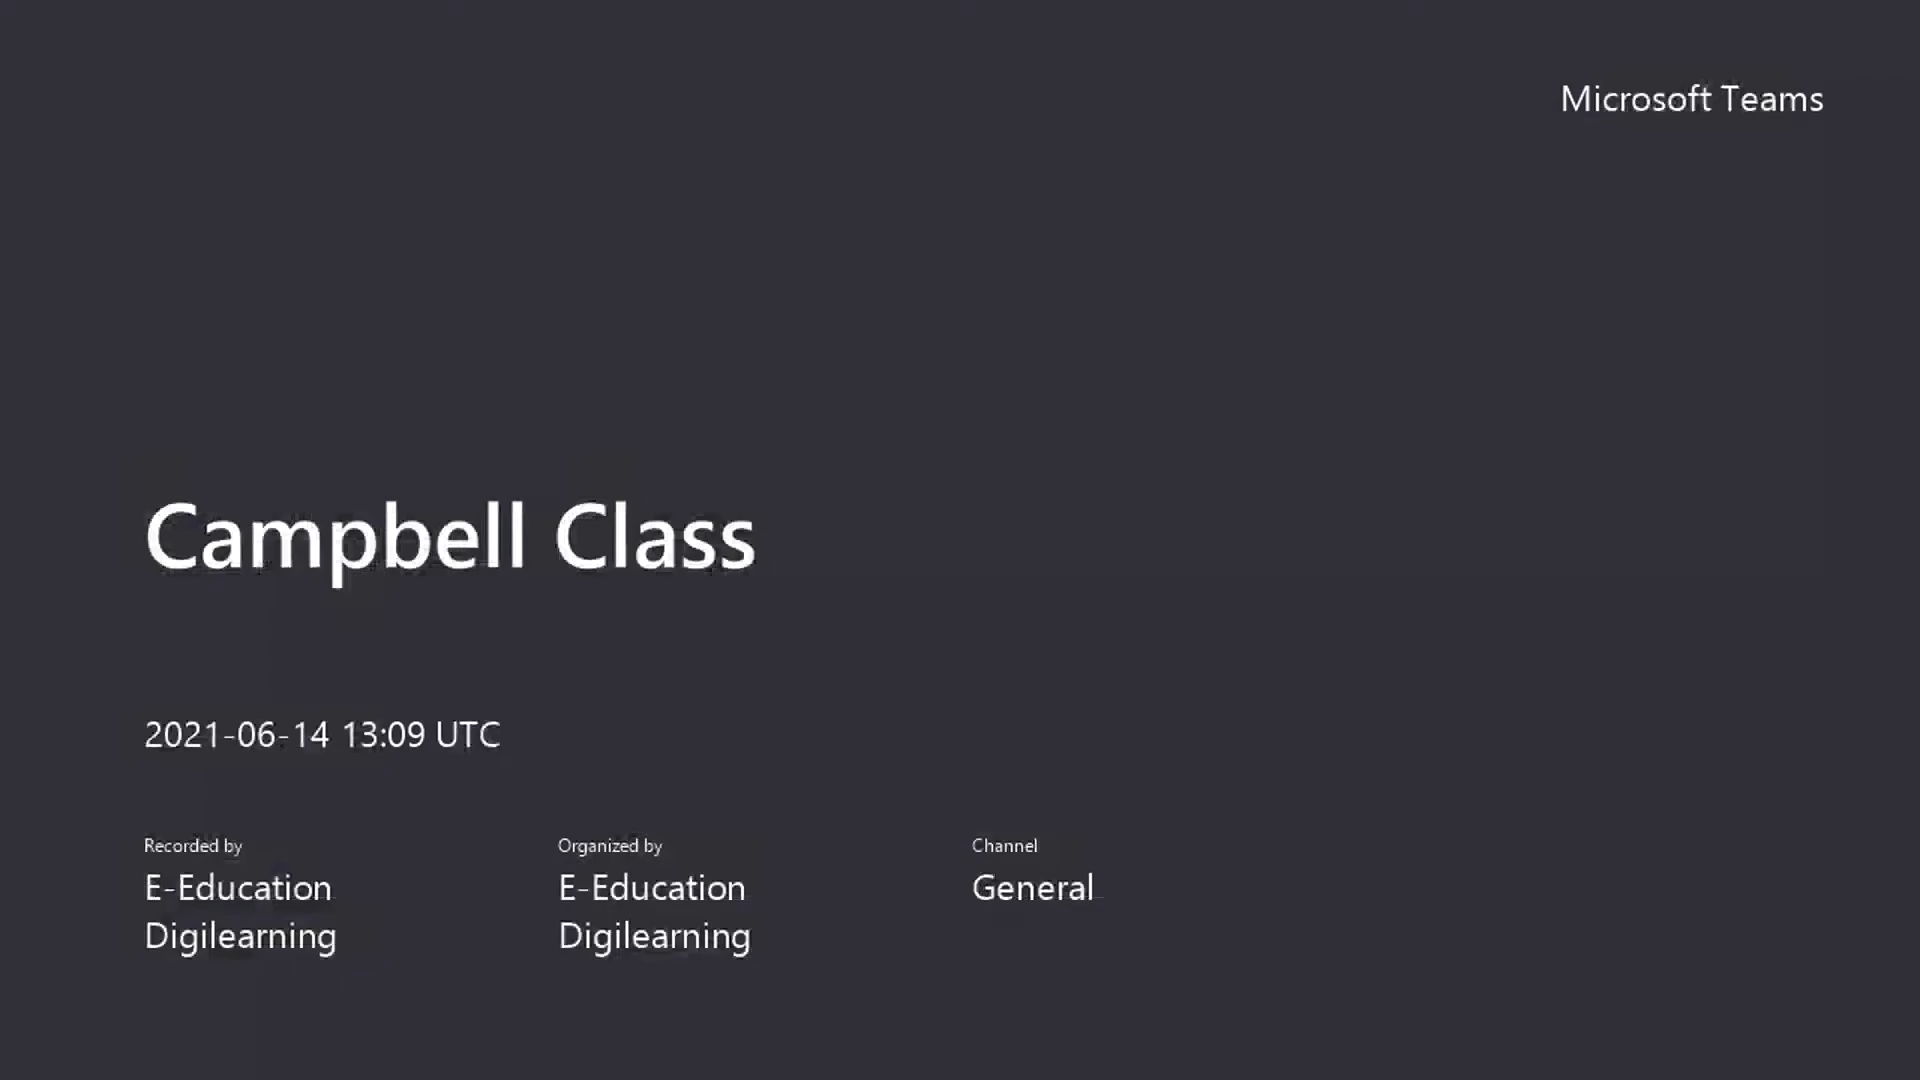 Microsoft Teams
Campbell Class
2021-06-14 13:09 UTC
Recorded by
E-Education
Digilearning
Organized by
E-Education
Digilearning
Channel
General